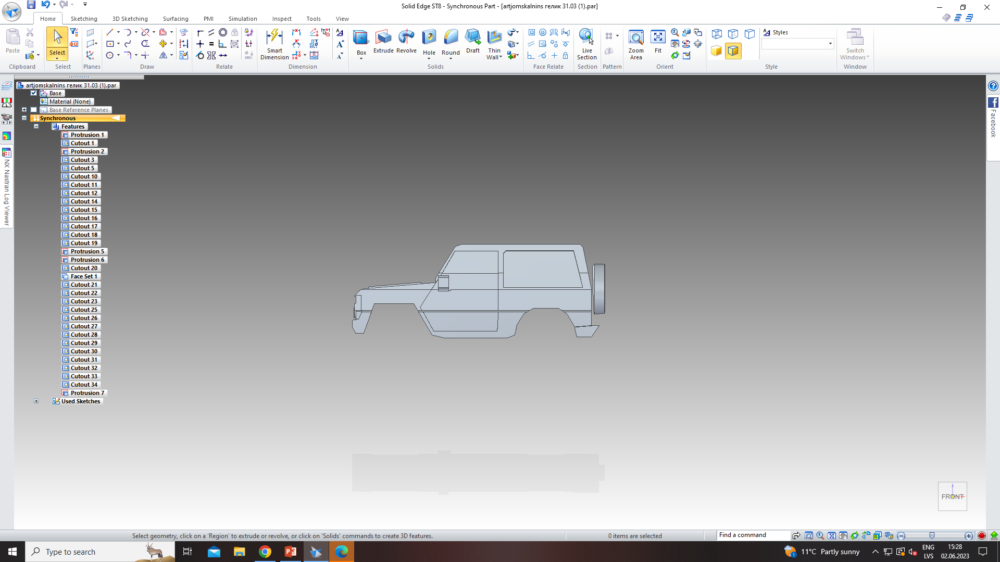 Solid Edge ST8 - Synchronous Part - [artjomskalnins гелик 31.03 (1).par]
Home Sketching 3D Sketching Surfacing PMI Simulation Inspect Tools View
Paste
Select
Smart Dimension
Box Extrude Revolve Hole Round Draft Thin Wall
Live Section
Zoom Area
Fit
Styles
Switch Windows
Clipboard Select Planes Draw Relate Dimension Solids Face Relate Section Pattern Orient Style Window
artjomskalnins гелик 31.03 (1).par
Base
Material (None)
Base Reference Planes
Synchronous
Features
Protrusion 1
Cutout 1
Protrusion 2
Cutout 3
Cutout 5
Cutout 10
Cutout 11
Cutout 12
Cutout 14
Cutout 15
Cutout 16
Cutout 17
Cutout 18
Cutout 19
Protrusion 5
Protrusion 6
Cutout 20
Face Set 1
Cutout 21
Cutout 22
Cutout 23
Cutout 25
Cutout 26
Cutout 27
Cutout 28
Cutout 29
Cutout 30
Cutout 31
Cutout 32
Cutout 33
Cutout 34
Protrusion 7
Used Sketches
NX Nastran Log Viewer
Facebook
FRONT
Select geometry, click on a 'Region' to extrude or revolve, or click on 'Solids' commands to create 3D features.
0 items are selected
Find a command
Type to search
11°C Partly sunny
ENG
LVS
15:28
02.06.2023